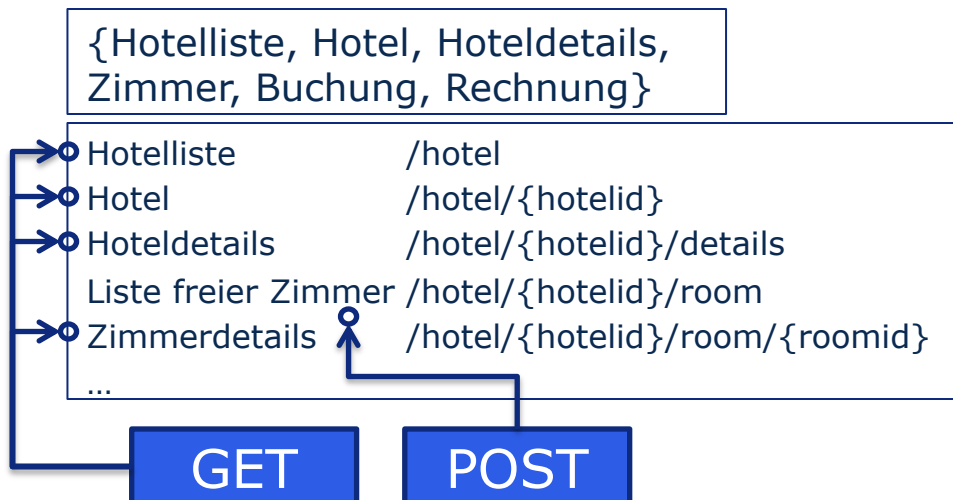 {Hotelliste, Hotel, Hoteldetails,
Zimmer, Buchung, Rechnung}
Hotelliste /hotel
Hotel /hotel/{hotelid}
Hoteldetails /hotel/{hotelid}/details
Liste freier Zimmer /hotel/{hotelid}/room
Zimmerdetails /hotel/{hotelid}/room/{roomid}
...
GET POST